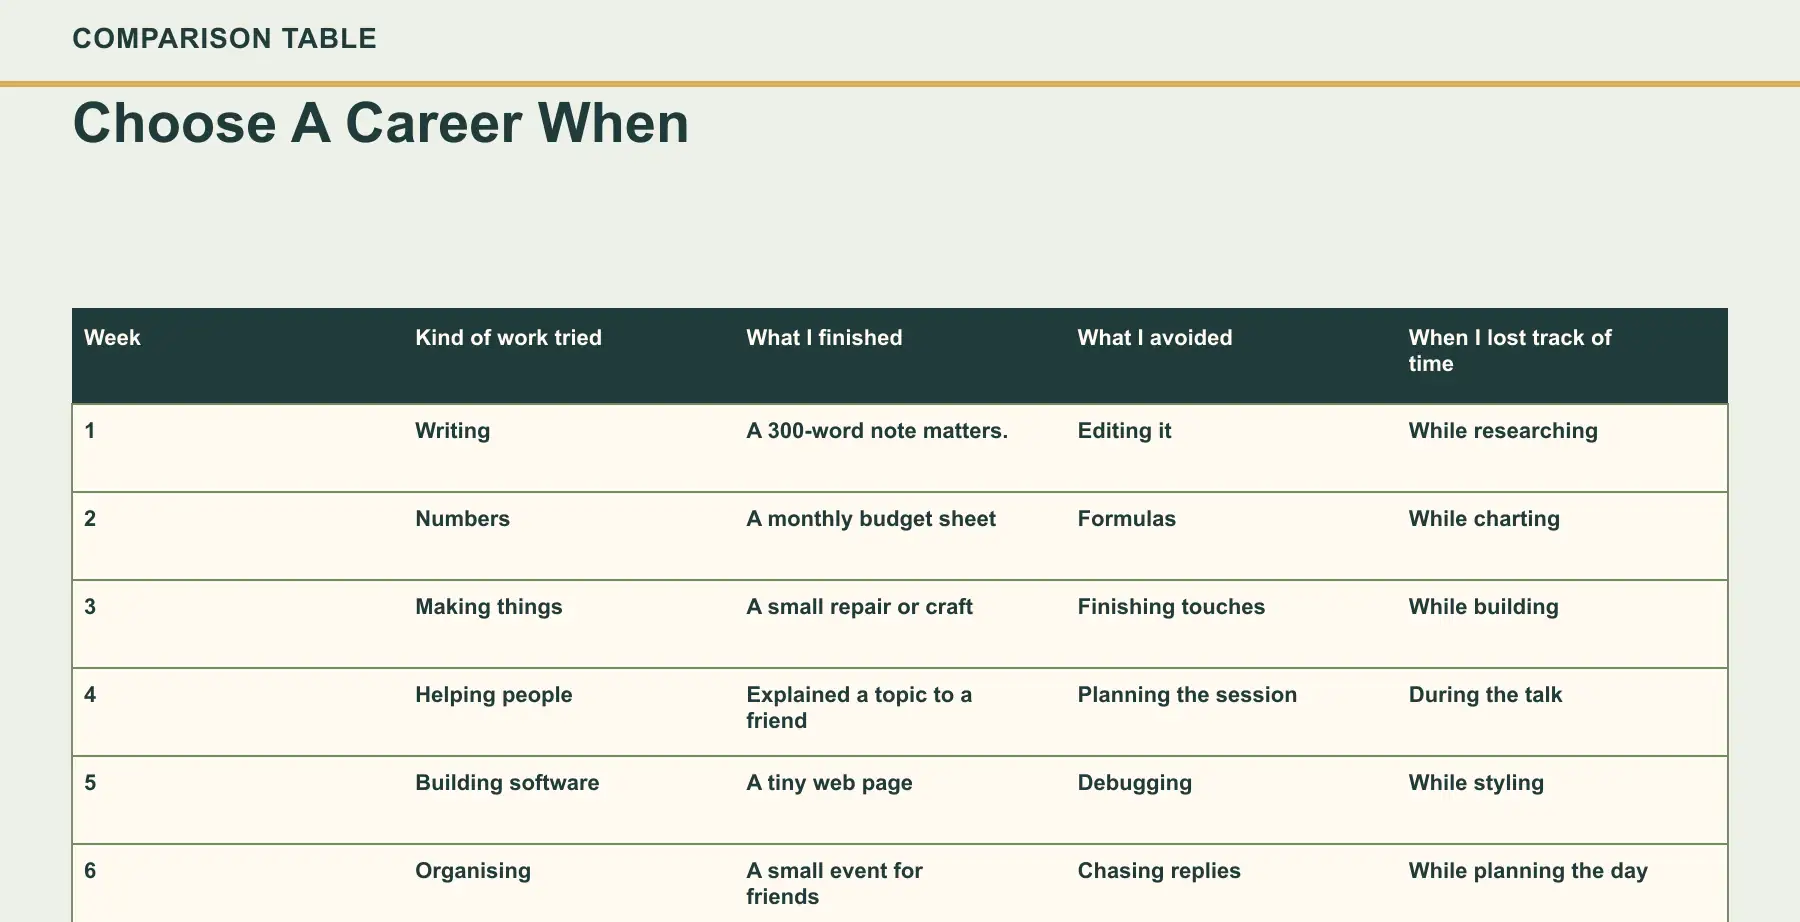 COMPARISON TABLE
Choose A Career When
Week Kind of work tried What I finished What I avoided When I lost track of
time
1 Writing A 300-word note matters. Editing it While researching
2 Numbers A monthly budget sheet Formulas While charting
3 Making things A small repair or craft Finishing touches While building
4 Helping people Explained a topic to a Planning the session During the talk
friend
5 Building software A tiny web page Debugging While styling
6 Organising A small event for Chasing replies While planning the day
friends